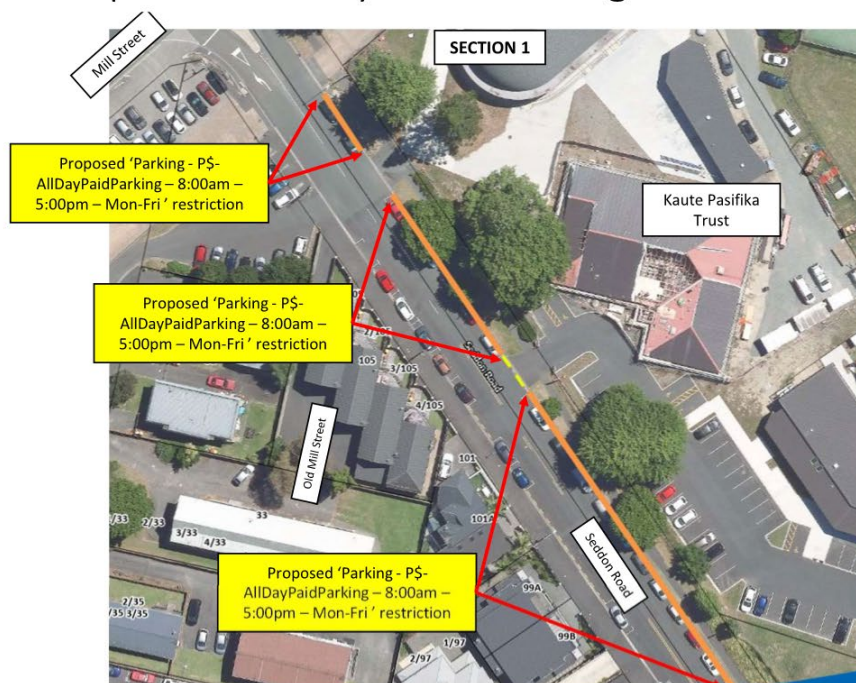 SECTION 1
Mill Street
Proposed ‘Parking - P$-
AllDayPaidParking – 8:00am –
5:00pm – Mon-Fri ’ restriction
Kaute Pasifika
Trust
Proposed ‘Parking - P$-
AllDayPaidParking – 8:00am –
5:00pm – Mon-Fri ’ restriction
2/105
105
3/105
4/105
Seddon Road
Old Mill Street
101
101A
33
2/33
3/33
4/33
Seddon Road
Proposed ‘Parking - P$-
AllDayPaidParking – 8:00am –
5:00pm – Mon-Fri ’ restriction
99A
99B
2/35
3/35
1/97
2/97